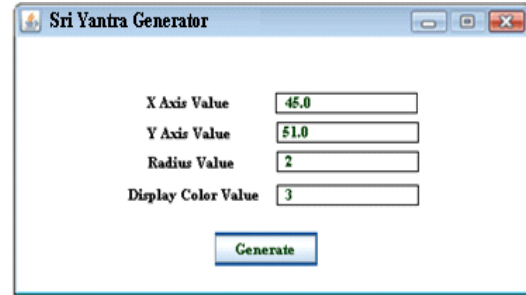 Sri Yantra Generator
X Axis Value 45.0
Y Axis Value 51.0
Radius Value 2
Display Color Value 3
Generate